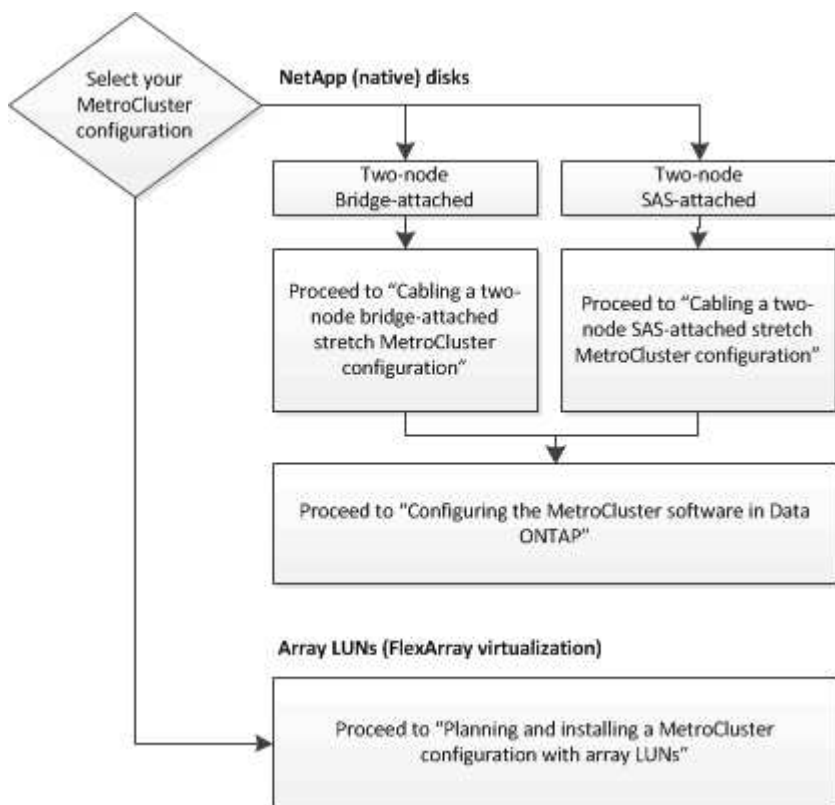 Select your
MetroCluster
configuration
NetApp (native) disks
Two-node
Bridge-attached
Two-node
SAS-attached
Proceed to “Cabling a two-
node bridge-attached
stretch MetroCluster
configuration”
Proceed to “Cabling a two-
node SAS-attached stretch
MetroCluster configuration”
Proceed to “Configuring the MetroCluster software in Data
ONTAP”
Array LUNs (FlexArray virtualization)
Proceed to “Planning and installing a MetroCluster
configuration with array LUNs”